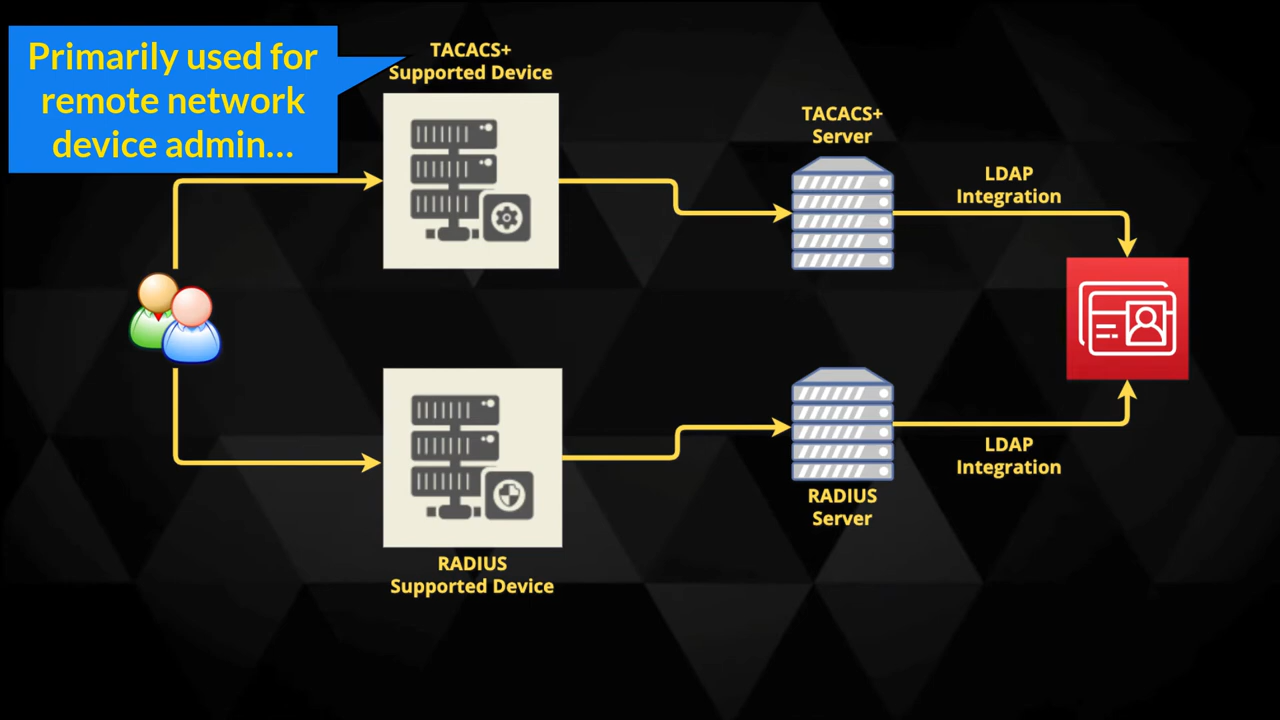 Primarily used for
remote network
device admin...
TACACS+
Supported Device
TACACS+
Server
LDAP
Integration
LDAP
Integration
RADIUS
Server
RADIUS
Supported Device